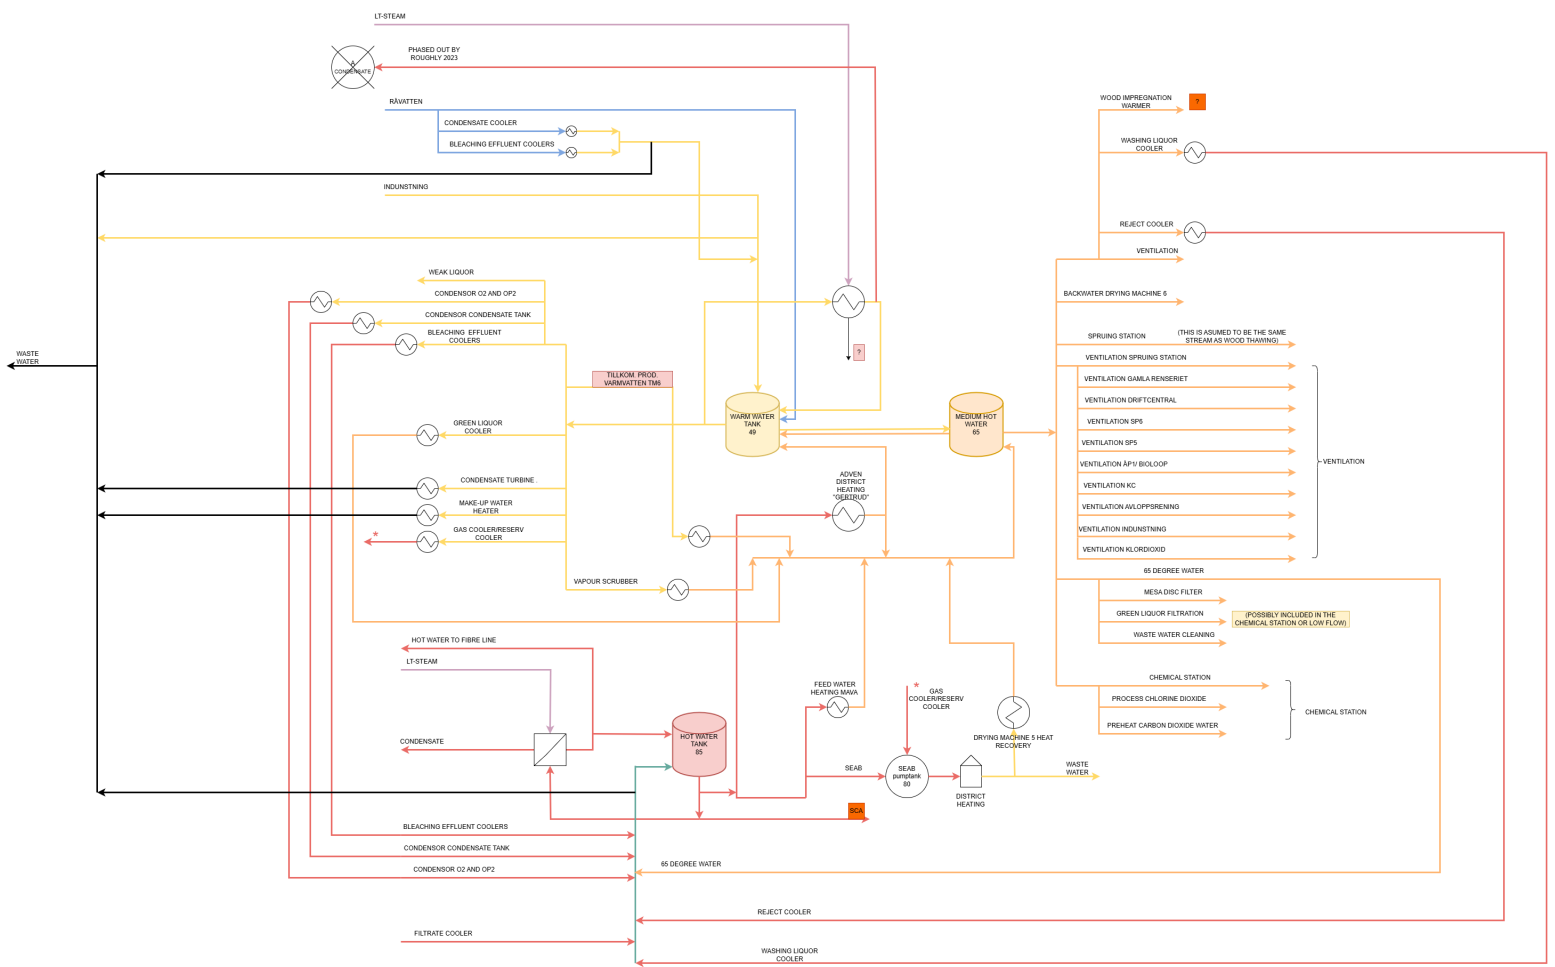 LT-STEAM
PHASED OUT BY
ROUGHLY 2023
A
CONDENSATE
RÅVATTEN
CONDENSATE COOLER
BLEACHING EFFLUENT COOLERS
INDUNSTNING
WOOD IMPREGNATION
WARMER
?
WASHING LIQUOR
COOLER
REJECT COOLER
VENTILATION
WEAK LIQUOR
CONDENSOR O2 AND OP2
CONDENSOR CONDENSATE TANK
BLEACHING EFFLUENT
COOLERS
BACKWATER DRYING MACHINE 6
SPRUING STATION
(THIS IS ASUMED TO BE THE SAME
STREAM AS WOOD THAWING)
WASTE
WATER
?
VENTILATION SPRUING STATION
TILLKOM. PROD.
VARMVATTEN TM6
VENTILATION GAMLA RENSERIET
VENTILATION DRIFTCENTRAL
WARM WATER
TANK
49
MEDIUM HOT
WATER
65
VENTILATION SP6
GREEN LIQUOR
COOLER
VENTILATION SP5
VENTILATION ÅP1/ BIOLOOP
VENTILATION
CONDENSATE TURBINE .
ADVEN
DISTRICT
HEATING
"GERTRUD"
VENTILATION KC
MAKE-UP WATER
HEATER
VENTILATION AVLOPPSRENING
*
GAS COOLER/RESERV
COOLER
VENTILATION INDUNSTNING
VENTILATION KLORDIOXID
VAPOUR SCRUBBER
65 DEGREE WATER
MESA DISC FILTER
GREEN LIQUOR FILTRATION
(POSSIBLY INCLUDED IN THE
CHEMICAL STATION OR LOW FLOW)
WASTE WATER CLEANING
HOT WATER TO FIBRE LINE
LT-STEAM
CHEMICAL STATION
FEED WATER
HEATING MAVA
*
GAS
COOLER/RESERV
COOLER
PROCESS CHLORINE DIOXIDE
CHEMICAL STATION
PREHEAT CARBON DIOXIDE WATER
CONDENSATE
HOT WATER
TANK
85
DRYING MACHINE 5 HEAT
RECOVERY
SEAB
SEAB
pumptank
80
WASTE
WATER
DISTRICT
HEATING
SCA
BLEACHING EFFLUENT COOLERS
CONDENSOR CONDENSATE TANK
CONDENSOR O2 AND OP2
65 DEGREE WATER
REJECT COOLER
FILTRATE COOLER
WASHING LIQUOR
COOLER